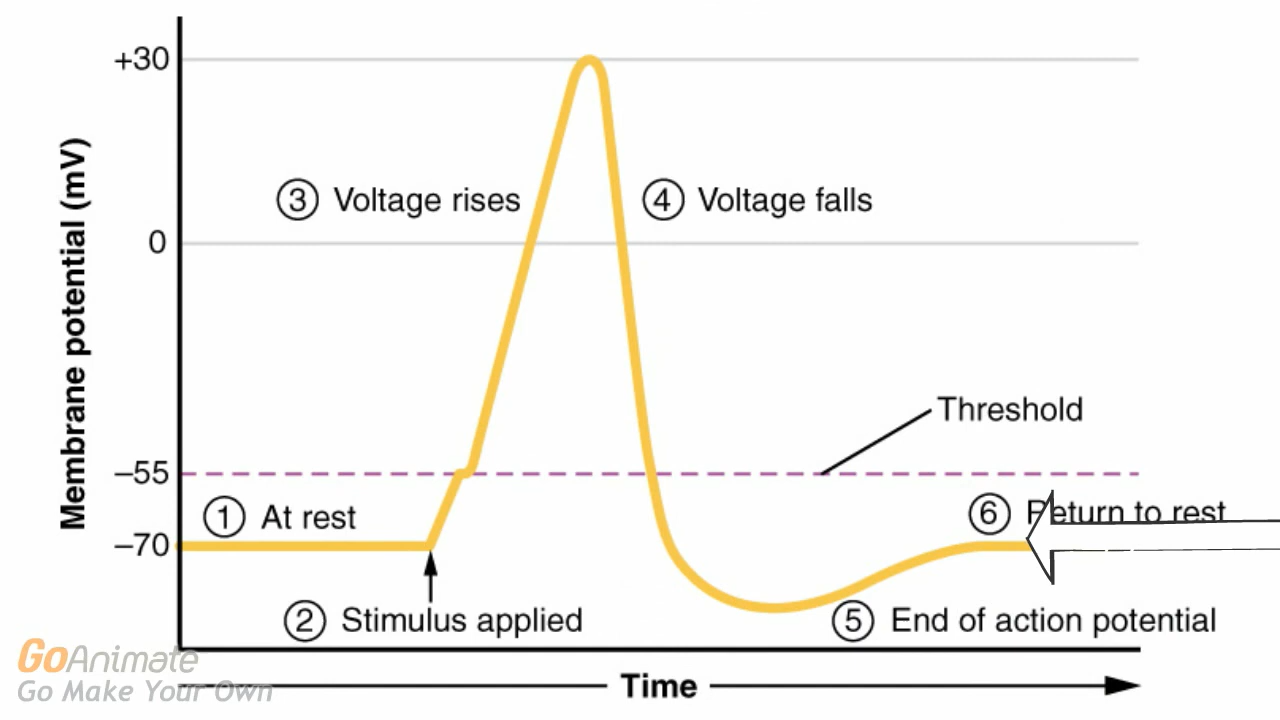 +30
③ Voltage rises
④ Voltage falls
0
Membrane potential (mV)
Threshold
–55
① At rest
⑥ Return to rest
–70
② Stimulus applied
⑤ End of action potential
GoAnimate
Go Make Your Own
Time